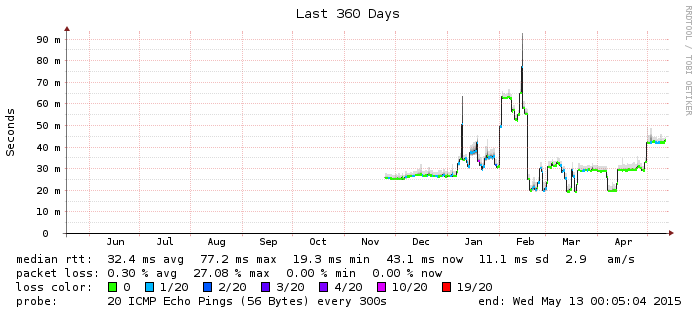 Last 360 Days
RRDTOOL / TOBI OETIKER
Seconds
90 m
80 m
70 m
60 m
50 m
40 m
30 m
20 m
10 m
0
Jun Jul Aug Sep Oct Nov Dec Jan Feb Mar Apr
median rtt: 32.4 ms avg 77.2 ms max 19.3 ms min 43.1 ms now 11.1 ms sd 2.9 am/s
packet loss: 0.30 % avg 27.08 % max 0.00 % min 0.00 % now
loss color: 0 1/20 2/20 3/20 4/20 10/20 19/20
probe: 20 ICMP Echo Pings (56 Bytes) every 300s end: Wed May 13 00:05:04 2015